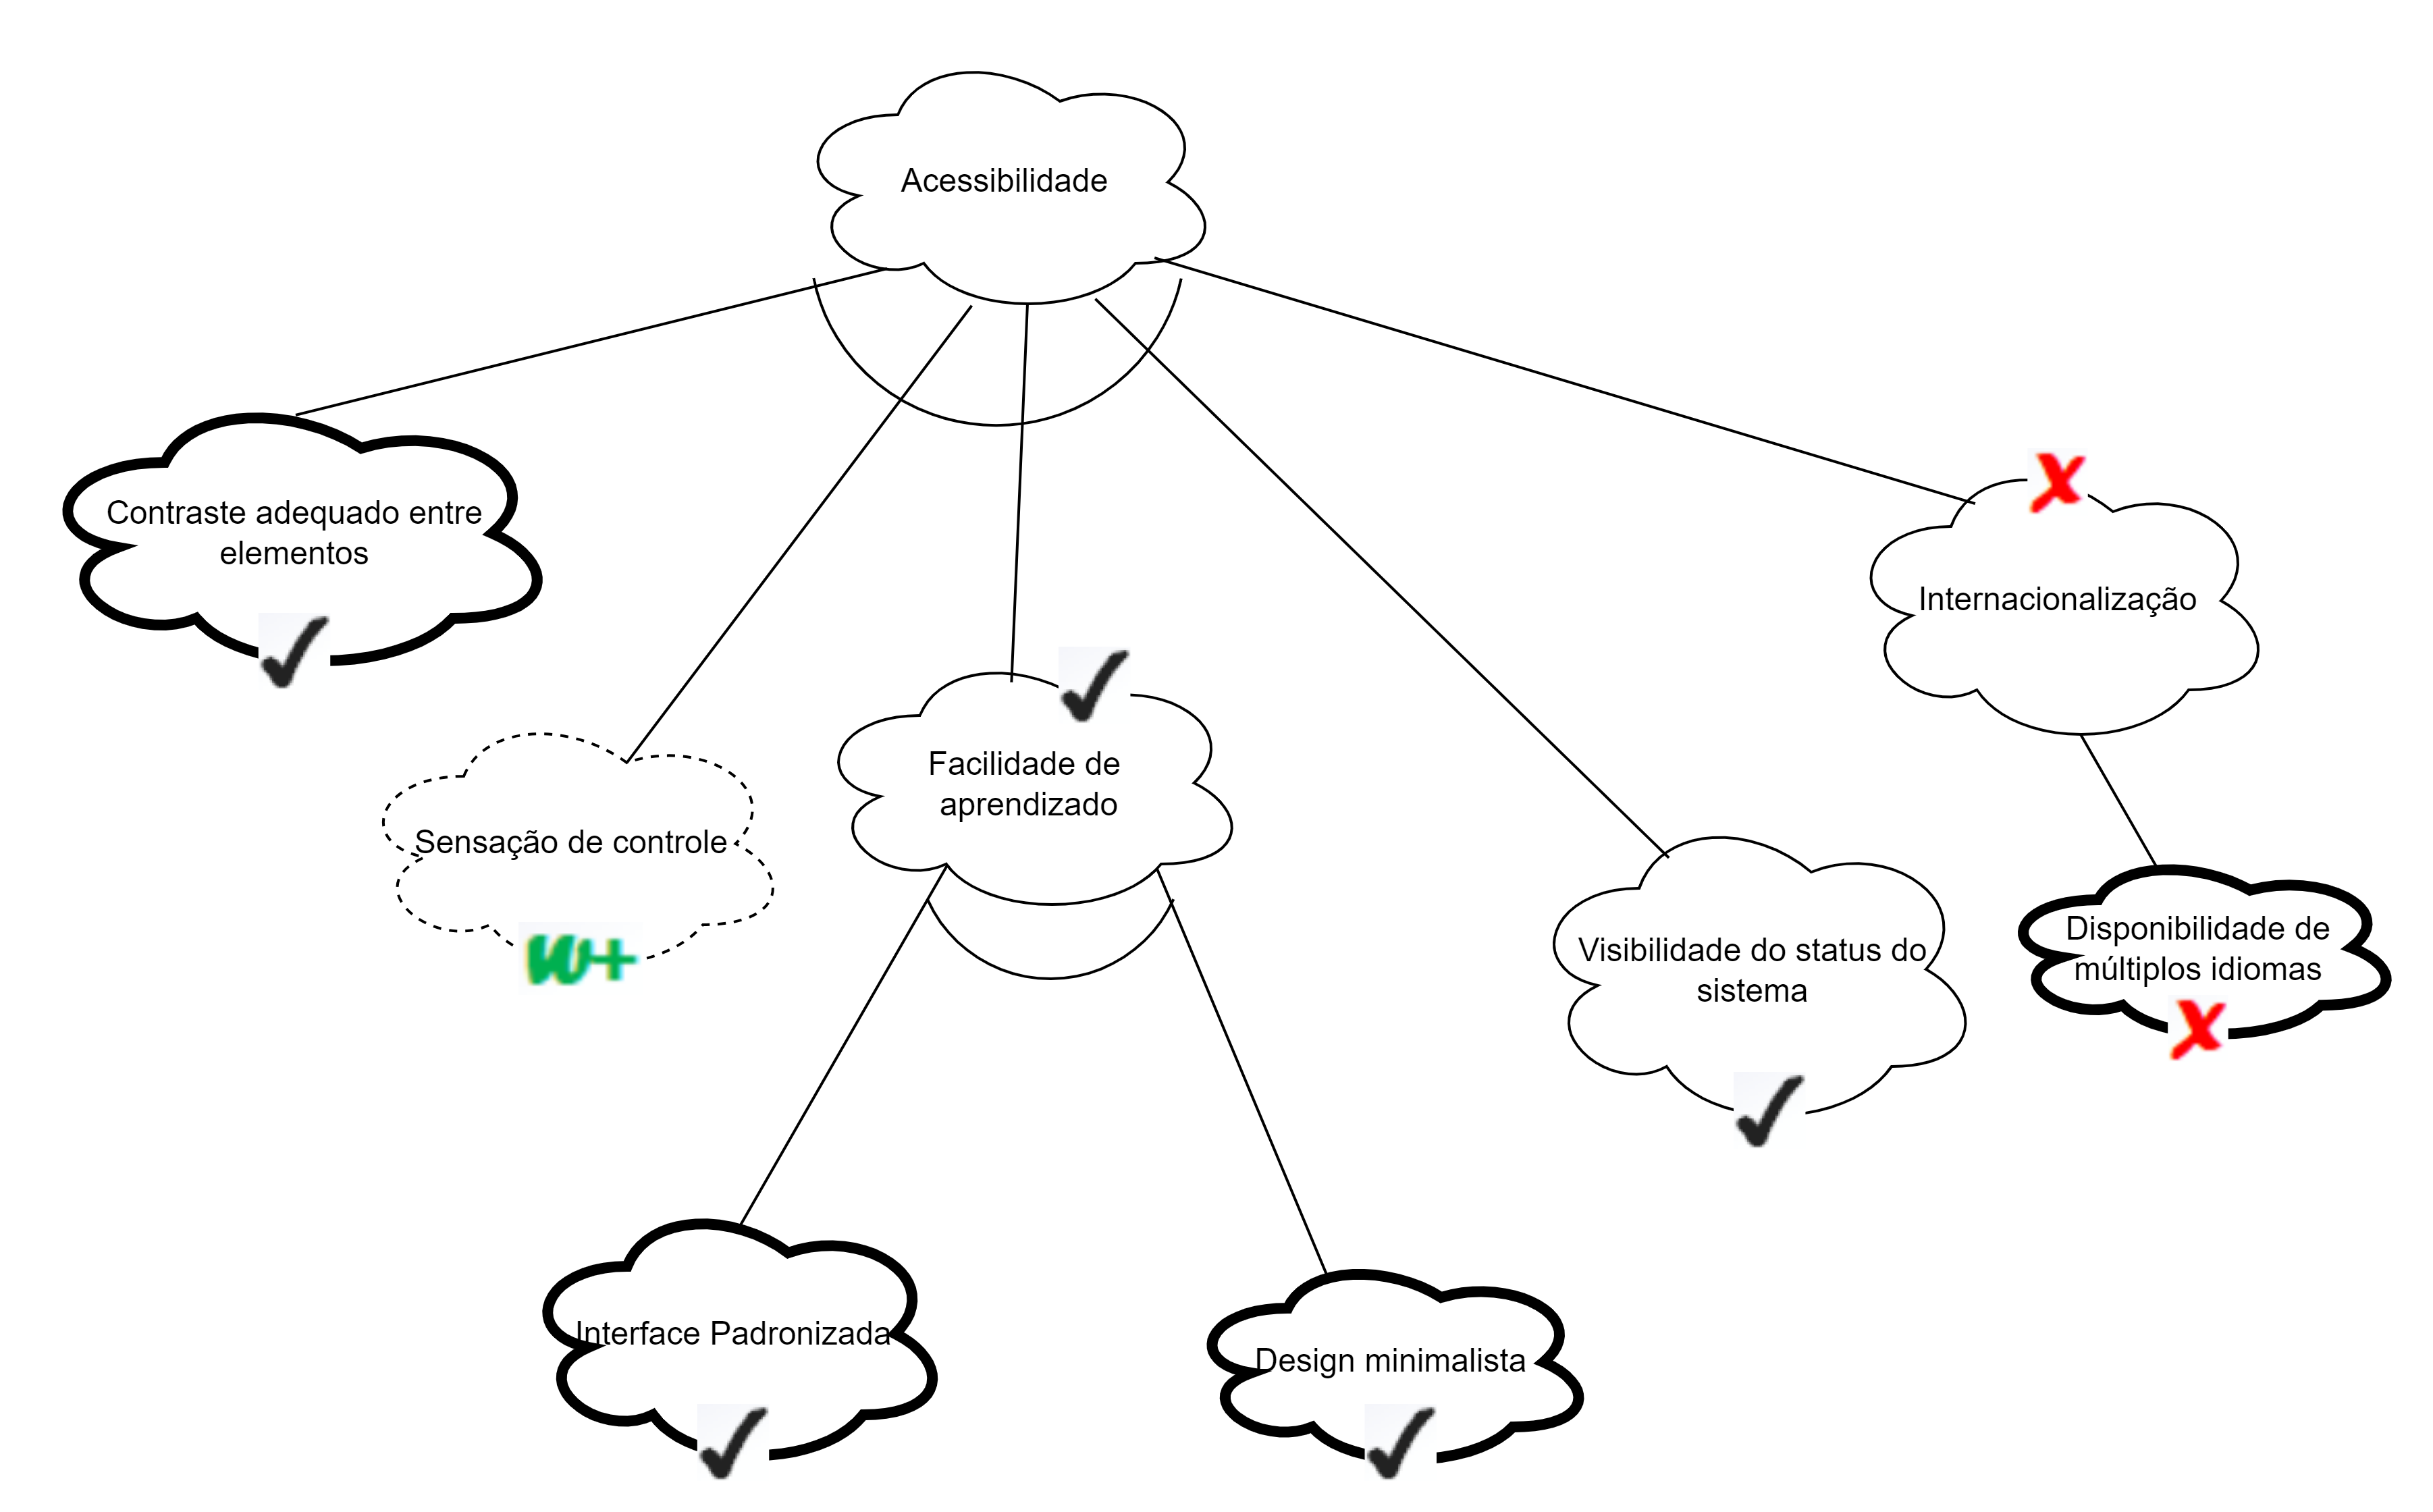 Acessibilidade
Contraste adequado entre
elementos
Internacionalização
Facilidade de
aprendizado
Sensação de controle
W+
Visibilidade do status do
sistema
Disponibilidade de
múltiplos idiomas
Interface Padronizada
Design minimalista